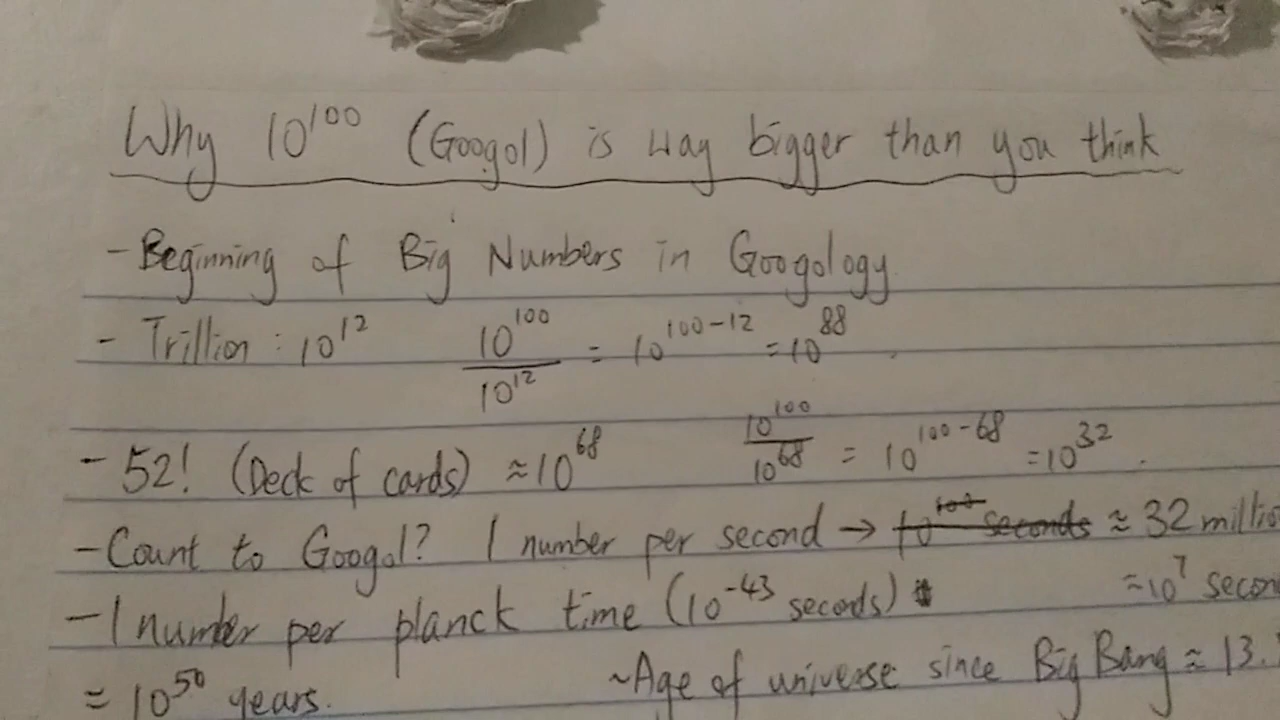 Why 10^100 (Googol) is way bigger than you think
- Beginning of Big Numbers in Googology
- Trillion : 10^12 10^100/10^12 = 10^100-12 = 10^88
- 52! (Deck of cards) ≈ 10^68 10^100/10^68 = 10^100-68 = 10^32
- Count to Googol? 1 number per second → 10^100 seconds ≈ 32 millio
≈ 10^7 secon
- 1 number per planck time (10^-43 seconds)
= 10^50 years. ~Age of universe since Big Bang ≈ 13.